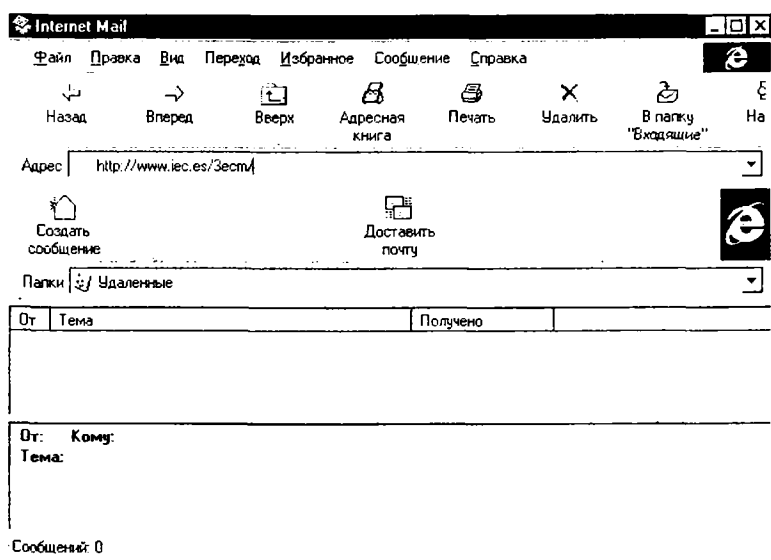 Internet Mail
Файл Правка Вид Переход Избранное Сообщение Справка
Назад Вперед Вверх Адресная книга Печать Удалить В папку "Входящие" На
Адрес http://www.iec.es/3ecm/
Создать сообщение Доставить почту
Папки Удаленные
От Тема Получено
От: Кому:
Тема:
Сообщений: 0